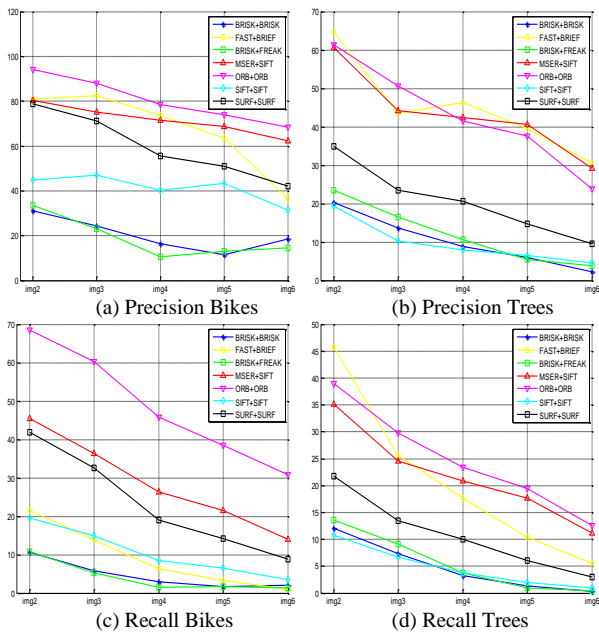 120
100
80
60
40
20
0
img2 img3 img4 img5 img6
BRISK+BRISK
FAST+BRIEF
BRISK+FREAK
MSER+SIFT
ORB+ORB
SIFT+SIFT
SURF+SURF
(a) Precision Bikes
70
60
50
40
30
20
10
0
img2 img3 img4 img5 img6
BRISK+BRISK
FAST+BRIEF
BRISK+FREAK
MSER+SIFT
ORB+ORB
SIFT+SIFT
SURF+SURF
(b) Precision Trees
70
60
50
40
30
20
10
0
img2 img3 img4 img5 img6
BRISK+BRISK
FAST+BRIEF
BRISK+FREAK
MSER+SIFT
ORB+ORB
SIFT+SIFT
SURF+SURF
(c) Recall Bikes
50
45
40
35
30
25
20
15
10
5
0
img2 img3 img4 img5 img6
BRISK+BRISK
FAST+BRIEF
BRISK+FREAK
MSER+SIFT
ORB+ORB
SIFT+SIFT
SURF+SURF
(d) Recall Trees